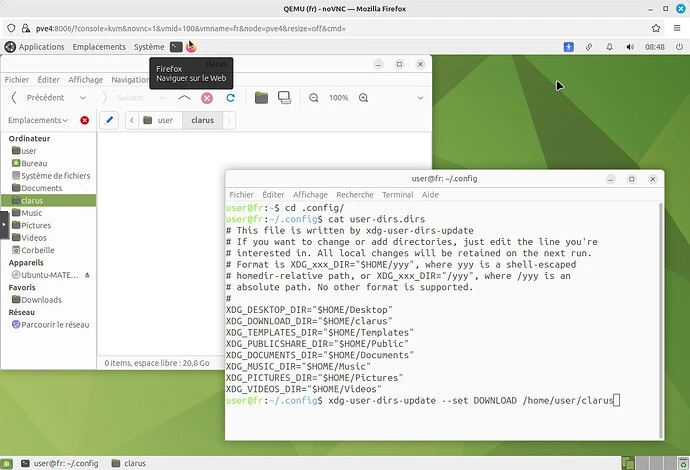 QEMU (fr) - noVNC — Mozilla Firefox
pve4:8006/?console=kvm&novnc=1&vmid=100&vmname=fr&node=pve4&resize=off&cmd=
Applications Emplacements Système 08:48
clarus
Firefox
Naviguer sur le Web
Fichier Éditer Affichage Navigation
Précédent Suivant 100%
Emplacements user clarus
Ordinateur
user
Bureau
Système de fichiers
Documents
clarus
Music
Pictures
Videos
Corbeille
Appareils
Ubuntu-MATE...
Favoris
Downloads
Réseau
Parcourir le réseau
0 items, espace libre : 20,8 Go
user@fr: ~/.config
Fichier Éditer Affichage Recherche Terminal Aide
user@fr:~$ cd .config/
user@fr:~/.config$ cat user-dirs.dirs
# This file is written by xdg-user-dirs-update
# If you want to change or add directories, just edit the line you're
# interested in. All local changes will be retained on the next run.
# Format is XDG_xxx_DIR="$HOME/yyy", where yyy is a shell-escaped
# homedir-relative path, or XDG_xxx_DIR="/yyy", where /yyy is an
# absolute path. No other format is supported.
#
XDG_DESKTOP_DIR="$HOME/Desktop"
XDG_DOWNLOAD_DIR="$HOME/clarus"
XDG_TEMPLATES_DIR="$HOME/Templates"
XDG_PUBLICSHARE_DIR="$HOME/Public"
XDG_DOCUMENTS_DIR="$HOME/Documents"
XDG_MUSIC_DIR="$HOME/Music"
XDG_PICTURES_DIR="$HOME/Pictures"
XDG_VIDEOS_DIR="$HOME/Videos"
user@fr:~/.config$ xdg-user-dirs-update --set DOWNLOAD /home/user/clarus
user@fr: ~/.config clarus